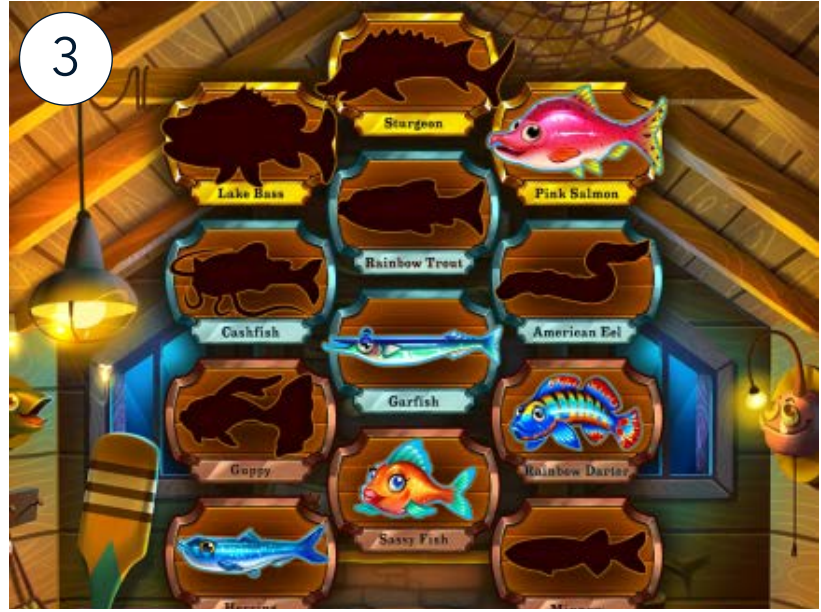 3
Sturgeon
Lake Bass
Pink Salmon
Rainbow Trout
Cashfish
American Eel
Garfish
Guppy
Rainbow Darter
Sassy Fish